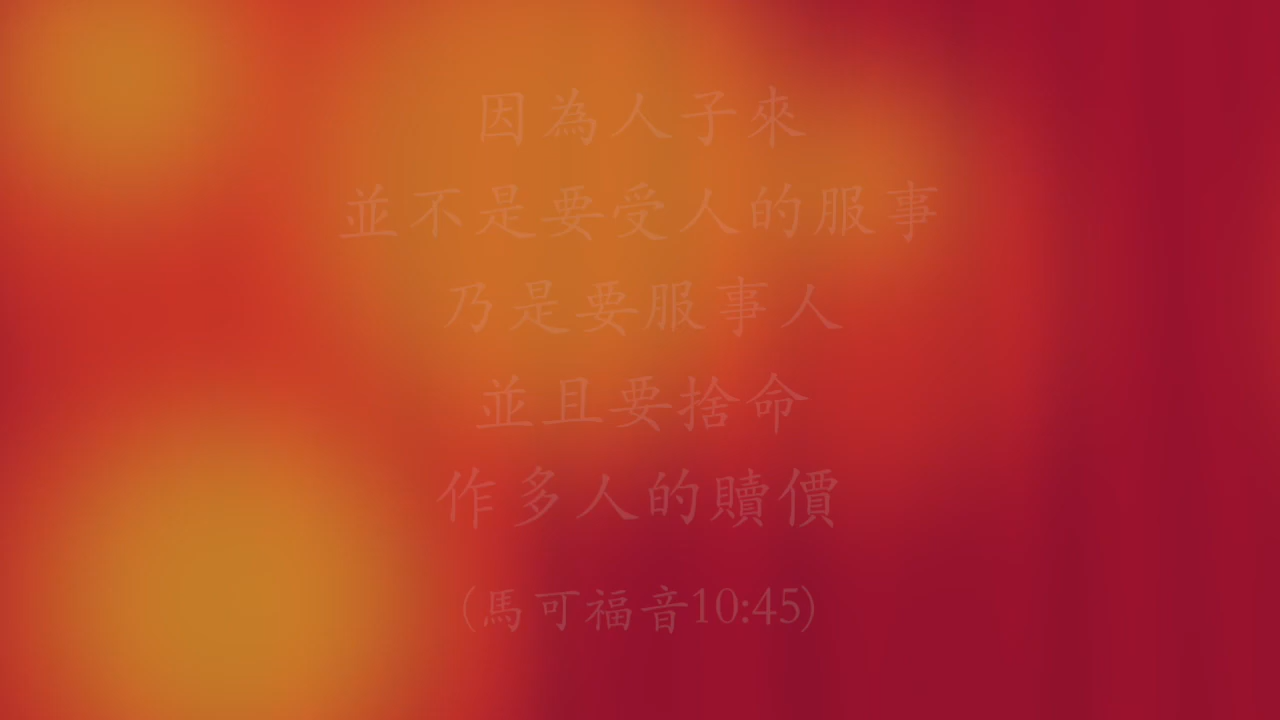 因為人子來
並不是要受人的服事
乃是要服事人
並且要捨命
作多人的贖價
(馬可福音10:45)